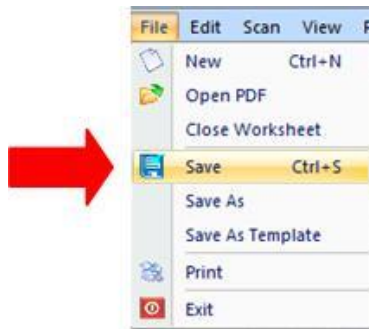 File Edit Scan View
New Ctrl+N
Open PDF
Close Worksheet
Save Ctrl+S
Save As
Save As Template
Print
Exit